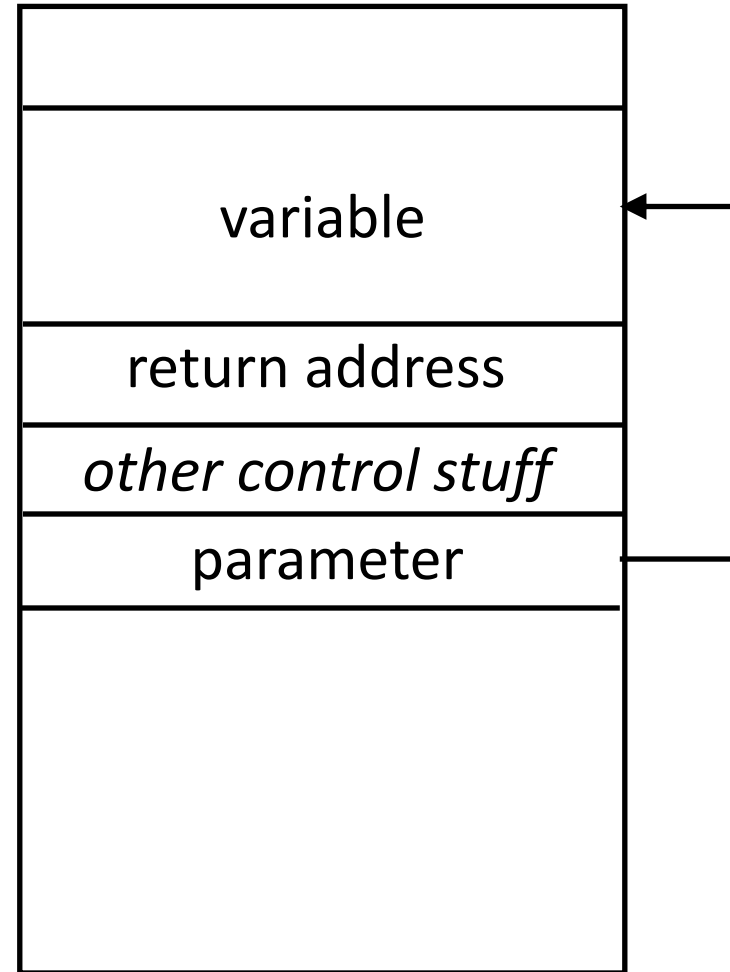 variable
return address
other control stuff
parameter